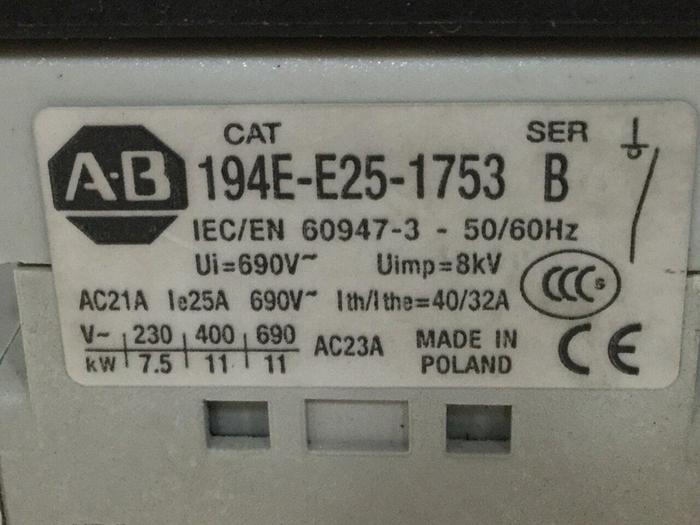 CAT SER
A-B 194E-E25-1753 B
IEC/EN 60947-3 - 50/60Hz
Ui=690V~ Uimp=8kV
AC21A Ie25A 690V~ Ith/Ithe=40/32A
CCC S
V~ 230 400 690
kW 7.5 11 11
AC23A
MADE IN
POLAND
CE